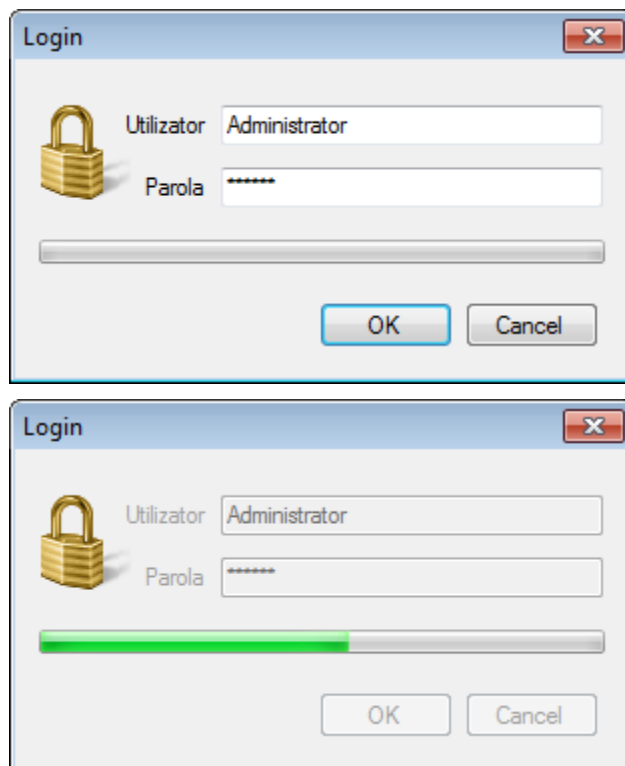 Login
Utilizator Administrator
Parola ******
OK Cancel
Login
Utilizator Administrator
Parola ******
OK Cancel